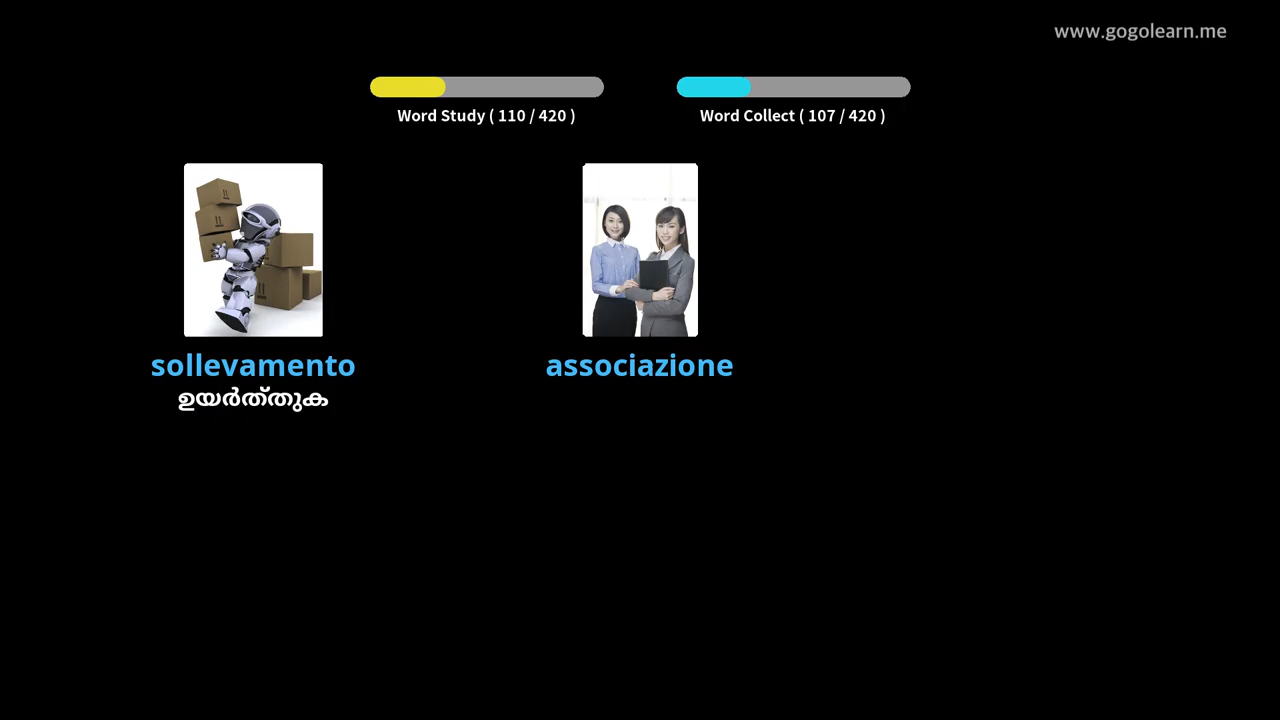 www.gogolearn.me
Word Study ( 110 / 420 )
Word Collect ( 107 / 420 )
sollevamento
ഉയർത്തുക
associazione